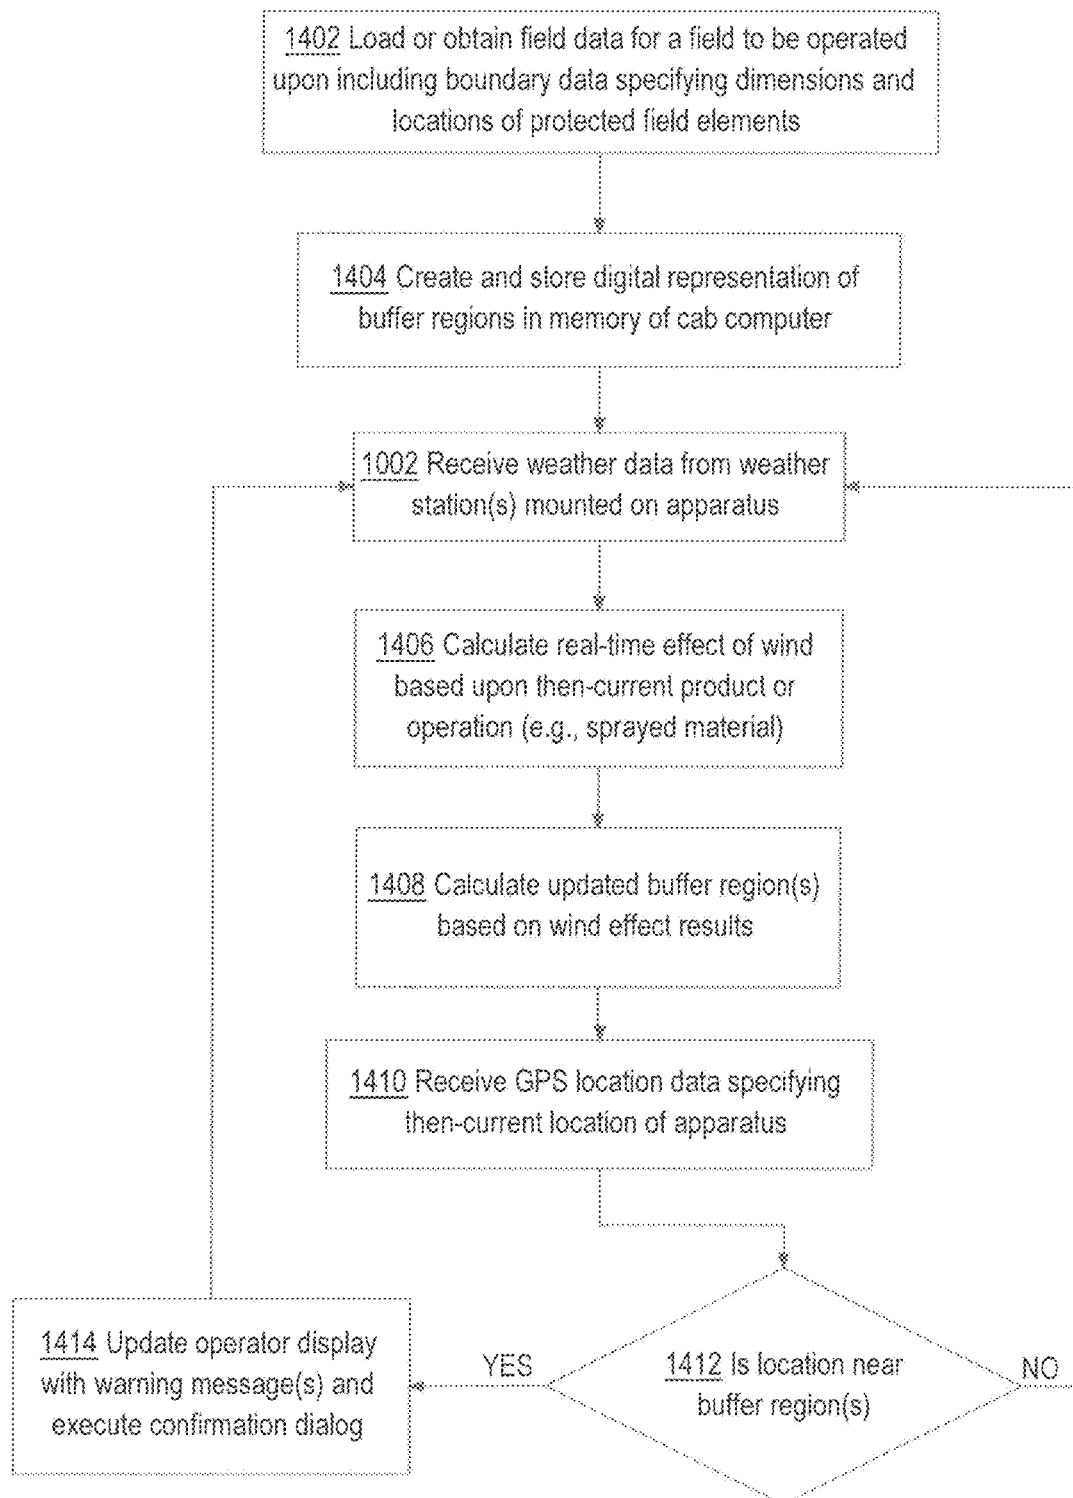 1402 Load or obtain field data for a field to be operated
upon including boundary data specifying dimensions and
locations of protected field elements
1404 Create and store digital representation of
buffer regions in memory of cab computer
1002 Receive weather data from weather
station(s) mounted on apparatus
1406 Calculate real-time effect of wind
based upon then-current product or
operation (e.g., sprayed material)
1408 Calculate updated buffer region(s)
based on wind effect results
1410 Receive GPS location data specifying
then-current location of apparatus
1412 Is location near
buffer region(s)
YES
NO
1414 Update operator display
with warning message(s) and
execute confirmation dialog